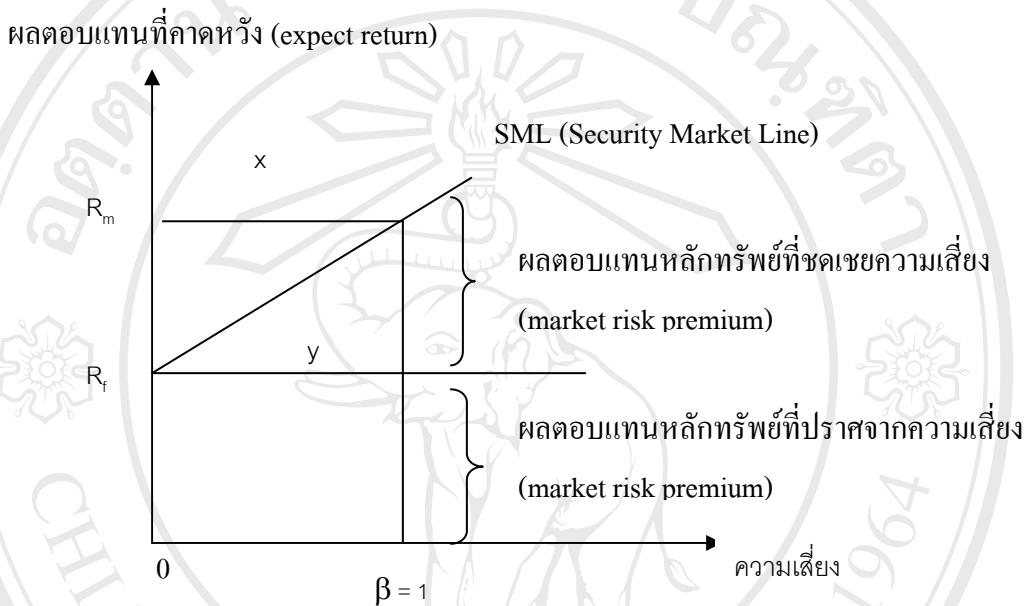 ผลตอบแทนที่คาดหวัง (expect return)
SML (Security Market Line)
x
Rm
ผลตอบแทนหลักทรัพย์ที่ชดเชยความเสี่ยง
(market risk premium)
y
Rf
ผลตอบแทนหลักทรัพย์ที่ปราศจากความเสี่ยง
(market risk premium)
0
ความเสี่ยง
β = 1
1964